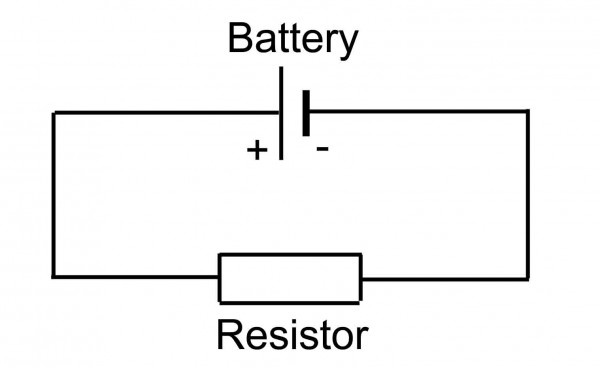 Battery
+ -
Resistor